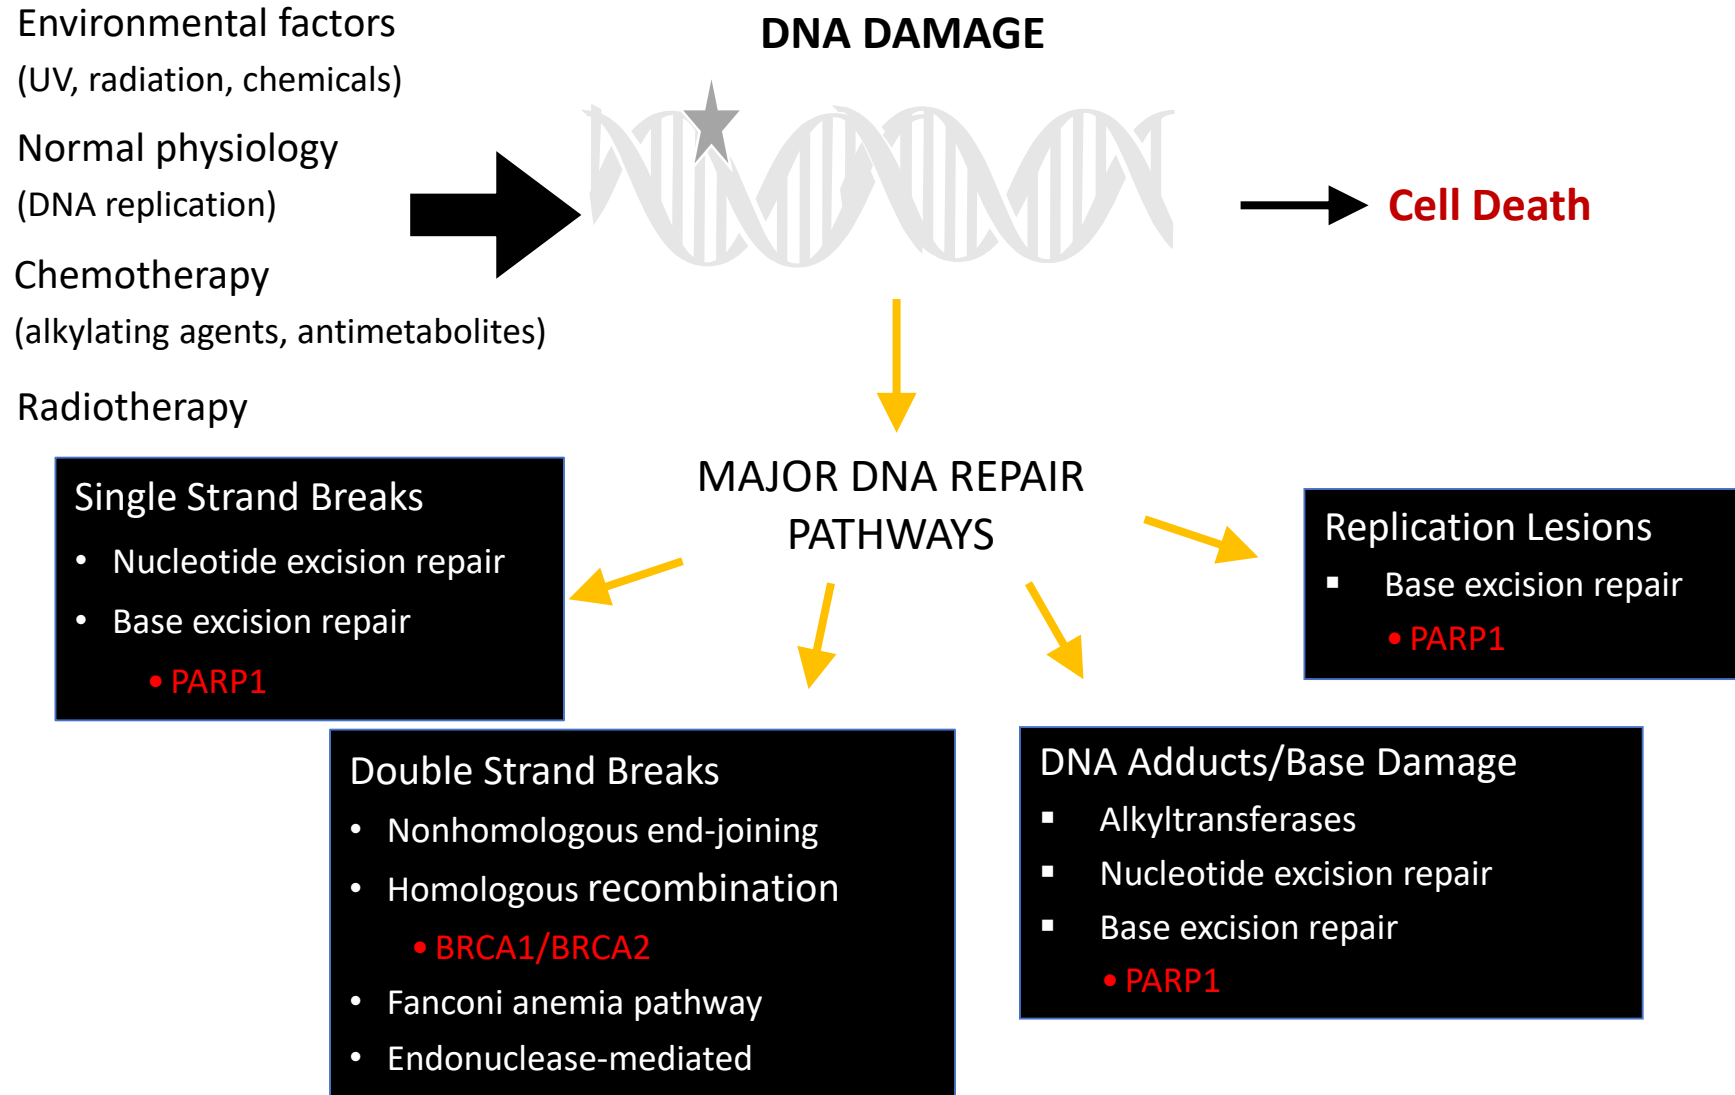 Environmental factors
(UV, radiation, chemicals)
Normal physiology
(DNA replication)
Chemotherapy
(alkylating agents, antimetabolites)
Radiotherapy
DNA DAMAGE
Cell Death
MAJOR DNA REPAIR
PATHWAYS
Single Strand Breaks
• Nucleotide excision repair
• Base excision repair
• PARP1
Double Strand Breaks
• Nonhomologous end-joining
• Homologous recombination
• BRCA1/BRCA2
• Fanconi anemia pathway
• Endonuclease-mediated
DNA Adducts/Base Damage
▪ Alkyltransferases
▪ Nucleotide excision repair
▪ Base excision repair
• PARP1
Replication Lesions
▪ Base excision repair
• PARP1